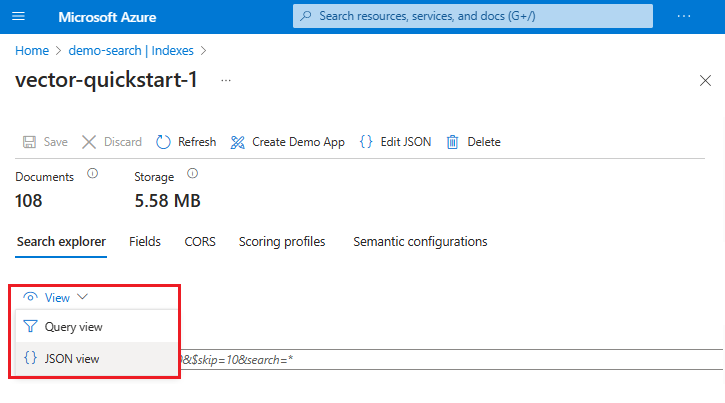 Microsoft Azure
Search resources, services, and docs (G+/)
Home > demo-search | Indexes >
vector-quickstart-1 ...
Save Discard Refresh Create Demo App {} Edit JSON Delete
Documents Storage
108 5.58 MB
Search explorer Fields CORS Scoring profiles Semantic configurations
View
Query view
{} JSON view
&$skip=10&search=*